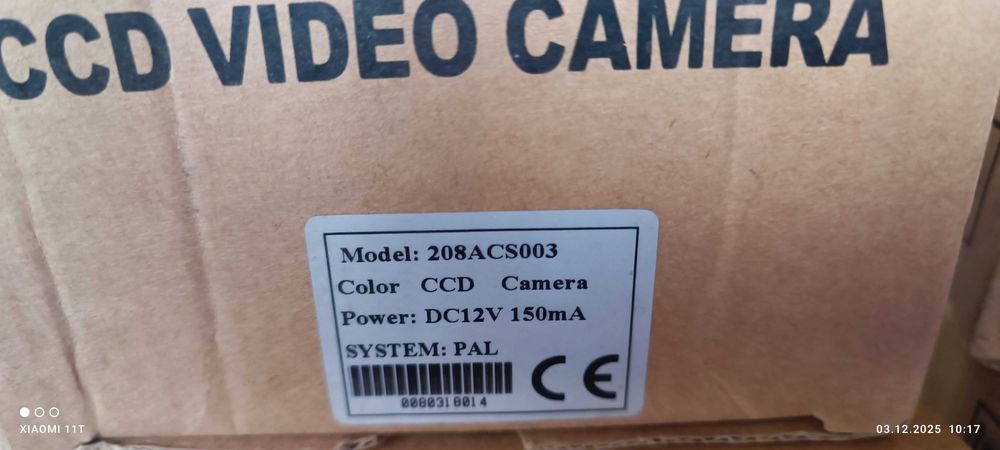 CCD VIDEO CAMERA
Model: 208ACS003
Color CCD Camera
Power: DC12V 150mA
SYSTEM: PAL
0080318014
CE
XIAOMI 11T
03.12.2025 10:17